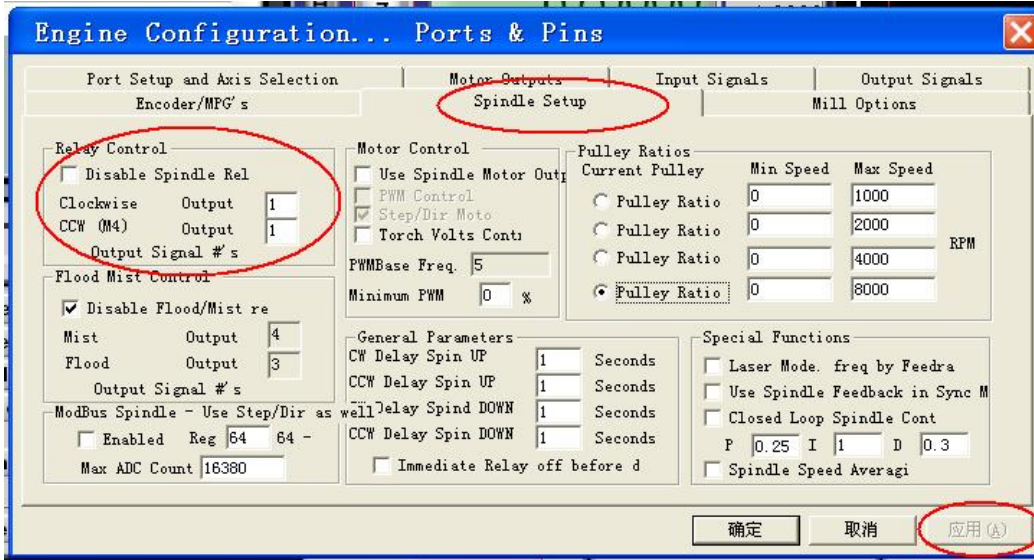 Engine Configuration... Ports & Pins
Port Setup and Axis Selection
Motor Outputs
Input Signals
Output Signals
Encoder/MPG's
Spindle Setup
Mill Options
Relay Control
Disable Spindle Rel
Clockwise Output 1
CCW (M4) Output 1
Output Signal #'s
Flood Mist Control
Disable Flood/Mist re
Mist Output 4
Flood Output 3
Output Signal #'s
ModBus Spindle - Use Step/Dir as well
Enabled Reg 64 64 -
Max ADC Count 16380
Motor Control
Use Spindle Motor Outp
PWM Control
Step/Dir Moto
Torch Volts Cont
PWMBase Freq. 5
Minimum PWM 0 %
General Parameters
CW Delay Spin UP 1 Seconds
CCW Delay Spin UP 1 Seconds
Delay Spind DOWN 1 Seconds
CCW Delay Spin DOWN 1 Seconds
Immediate Relay off before d
Pulley Ratios
Current Pulley Min Speed Max Speed
Pulley Ratio 0 1000
Pulley Ratio 0 2000
Pulley Ratio 0 4000
Pulley Ratio 0 8000
RPM
Special Functions
Laser Mode. freq by Feedra
Use Spindle Feedback in Sync M
Closed Loop Spindle Cont
P 0.25 I 1 D 0.3
Spindle Speed Averagi
确定
取消
应用(A)